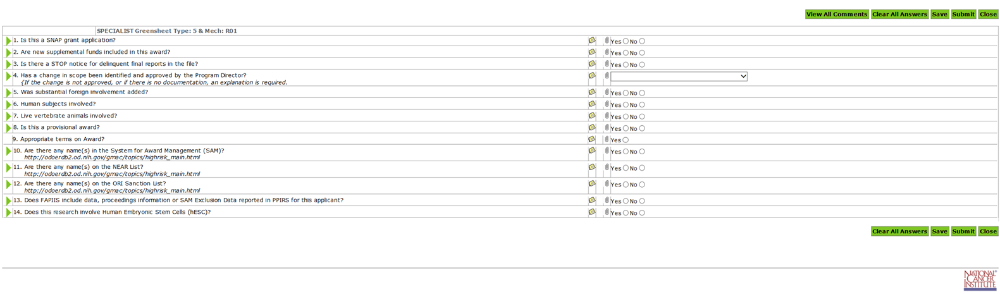 View All Comments Clear All Answers Save Submit Close
SPECIALIST Greensheet Type: 5 & Mech: R01
1. Is this a SNAP grant application? Yes No
2. Are new supplemental funds included in this award? Yes No
3. Is there a STOP notice for delinquent final reports in the file? Yes No
4. Has a change in scope been identified and approved by the Program Director?
{If the change is not approved, or if there is no documentation, an explanation is required.
5. Was substantial foreign involvement added? Yes No
6. Human subjects involved? Yes No
7. Live vertebrate animals involved? Yes No
8. Is this a provisional award? Yes No
9. Appropriate terms on Award? Yes
10. Are there any name(s) in the System for Award Management (SAM)? Yes No
http://odoerdb2.od.nih.gov/gmac/topics/highrisk_main.html
11. Are there any name(s) on the NEAR List? Yes No
http://odoerdb2.od.nih.gov/gmac/topics/highrisk_main.html
12. Are there any name(s) on the ORI Sanction List? Yes No
http://odoerdb2.od.nih.gov/gmac/topics/highrisk_main.html
13. Does FAPIIS include data, proceedings information or SAM Exclusion Data reported in PPIRS for this applicant? Yes No
14. Does this research involve Human Embryonic Stem Cells (hESC)? Yes No
Clear All Answers Save Submit Close
NATIONAL
CANCER
INSTITUTE